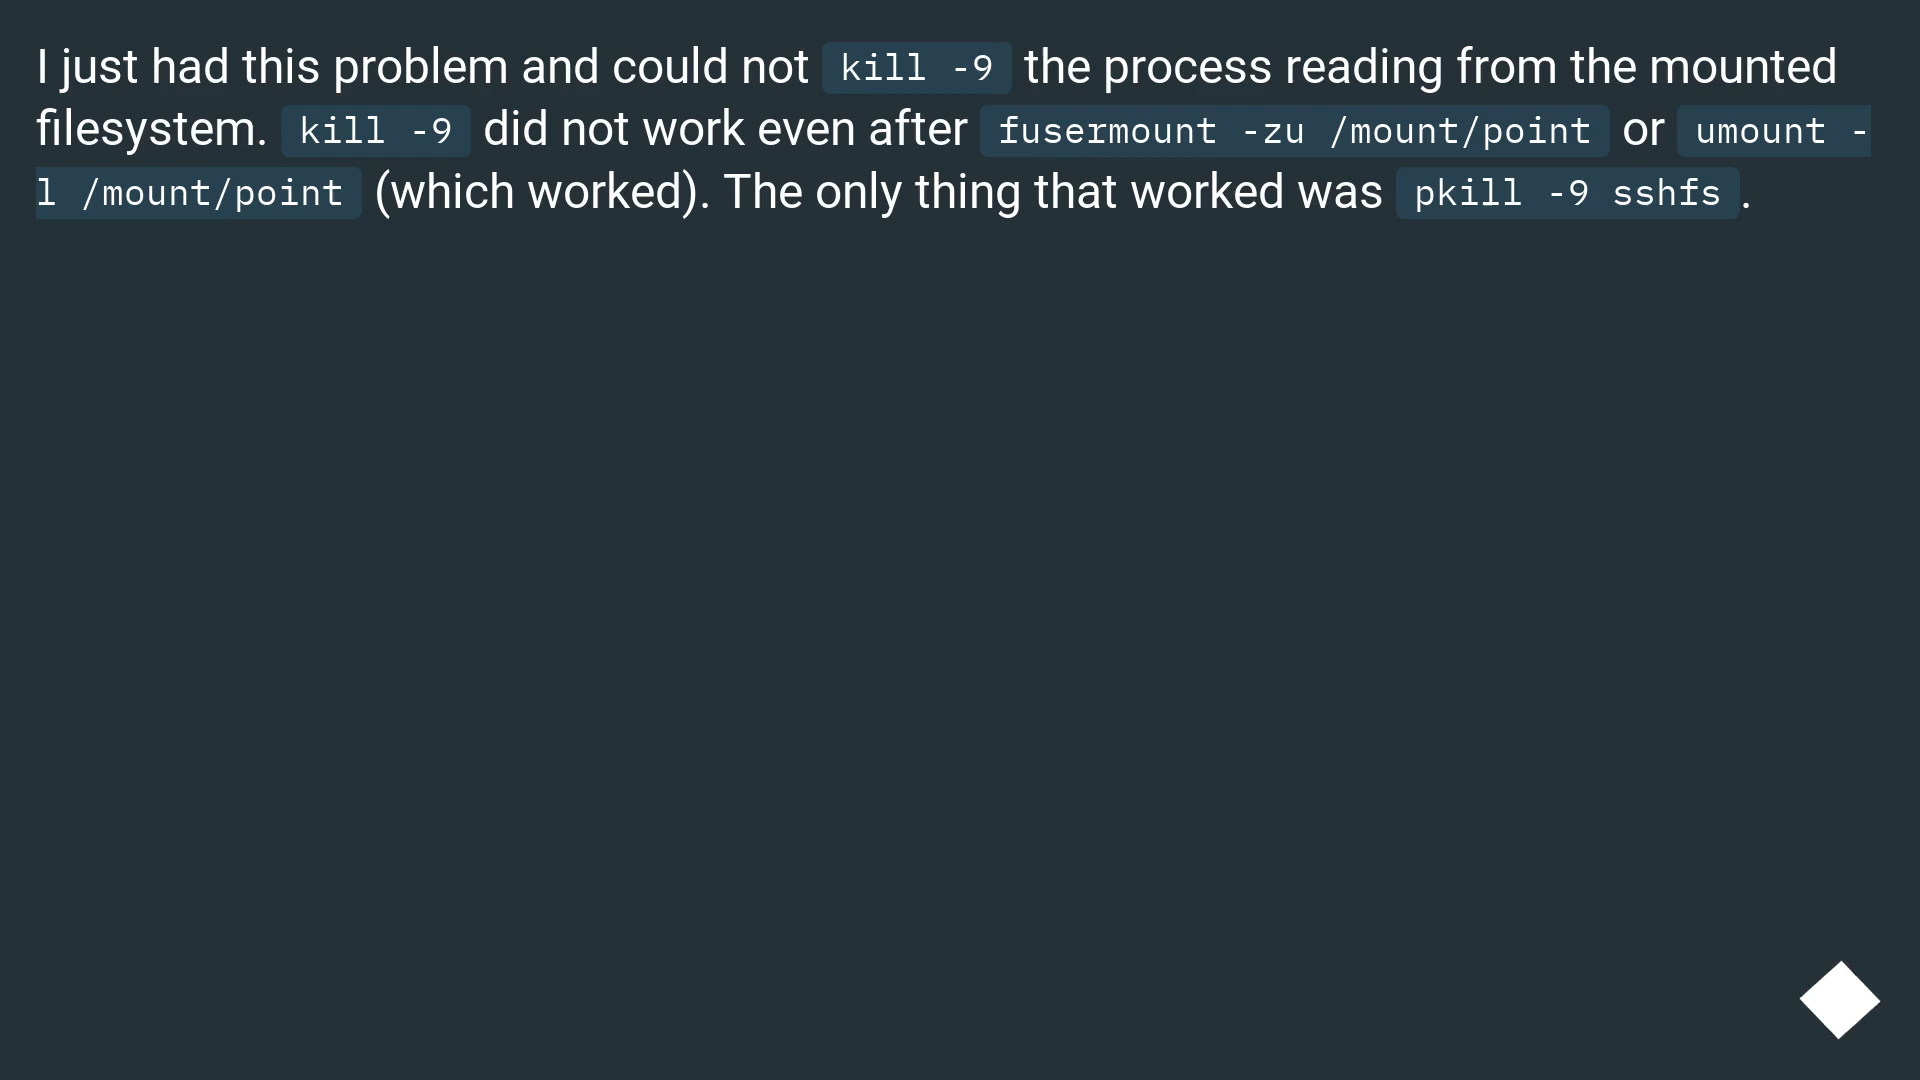 I just had this problem and could not kill -9 the process reading from the mounted
filesystem. kill -9 did not work even after fusermount -zu /mount/point or umount -
l /mount/point (which worked). The only thing that worked was pkill -9 sshfs.